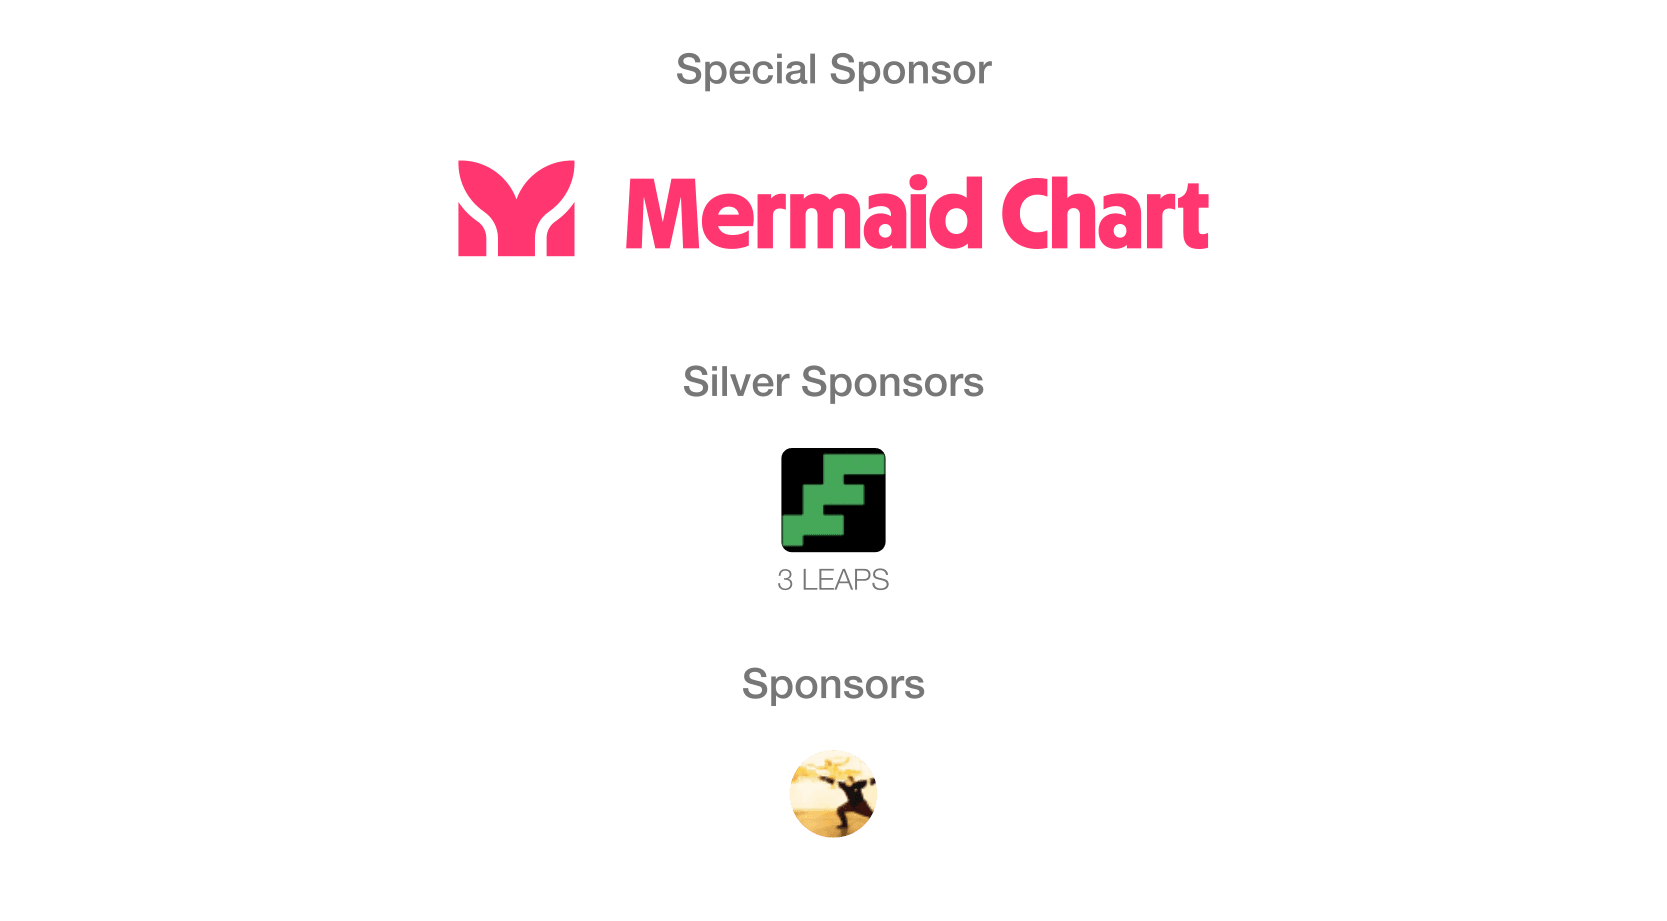 Special Sponsor
Mermaid Chart
Silver Sponsors
3 LEAPS
Sponsors